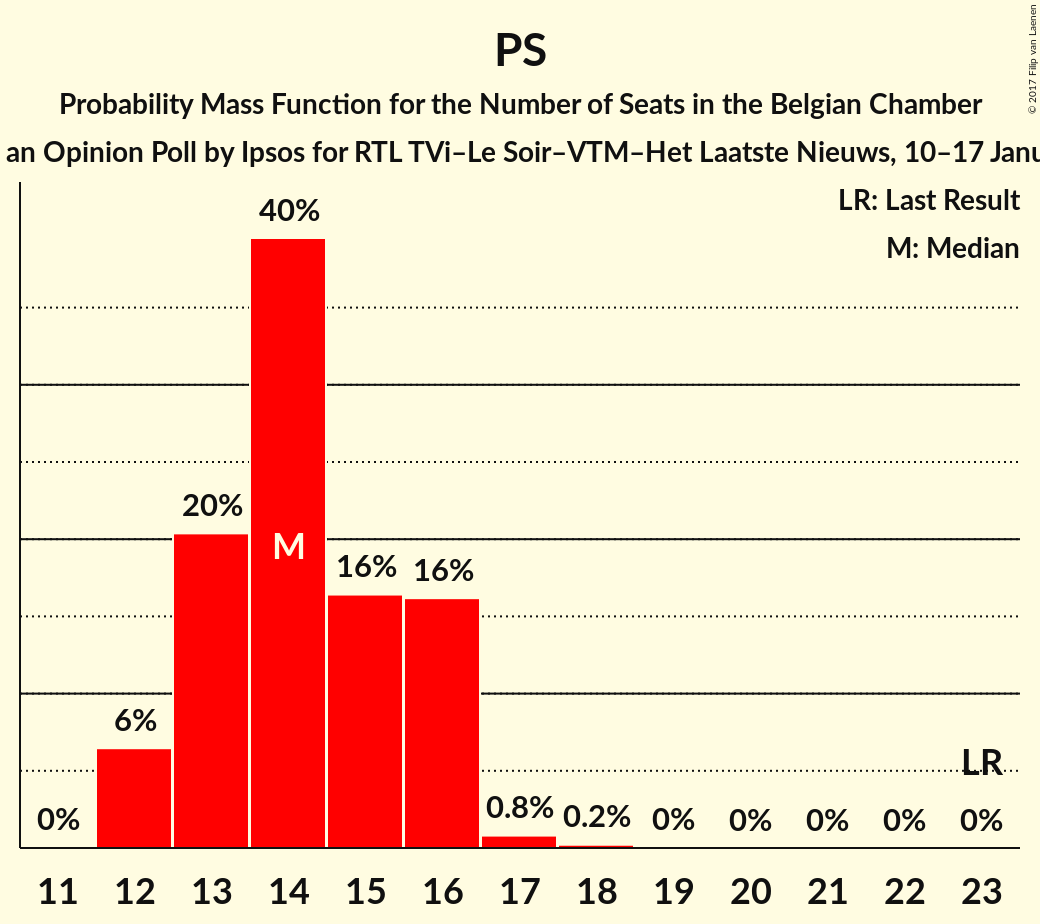 PS
Probability Mass Function for the Number of Seats in the Belgian Chamber
an Opinion Poll by Ipsos for RTL TVi–Le Soir–VTM–Het Laatste Nieuws, 10–17 Janu
© 2017 Filip van Laenen
LR: Last Result
M: Median
40%
20%
M
16%
16%
6%
LR
0%
0.8%
0.2%
0%
0%
0%
0%
0%
11 12 13 14 15 16 17 18 19 20 21 22 23